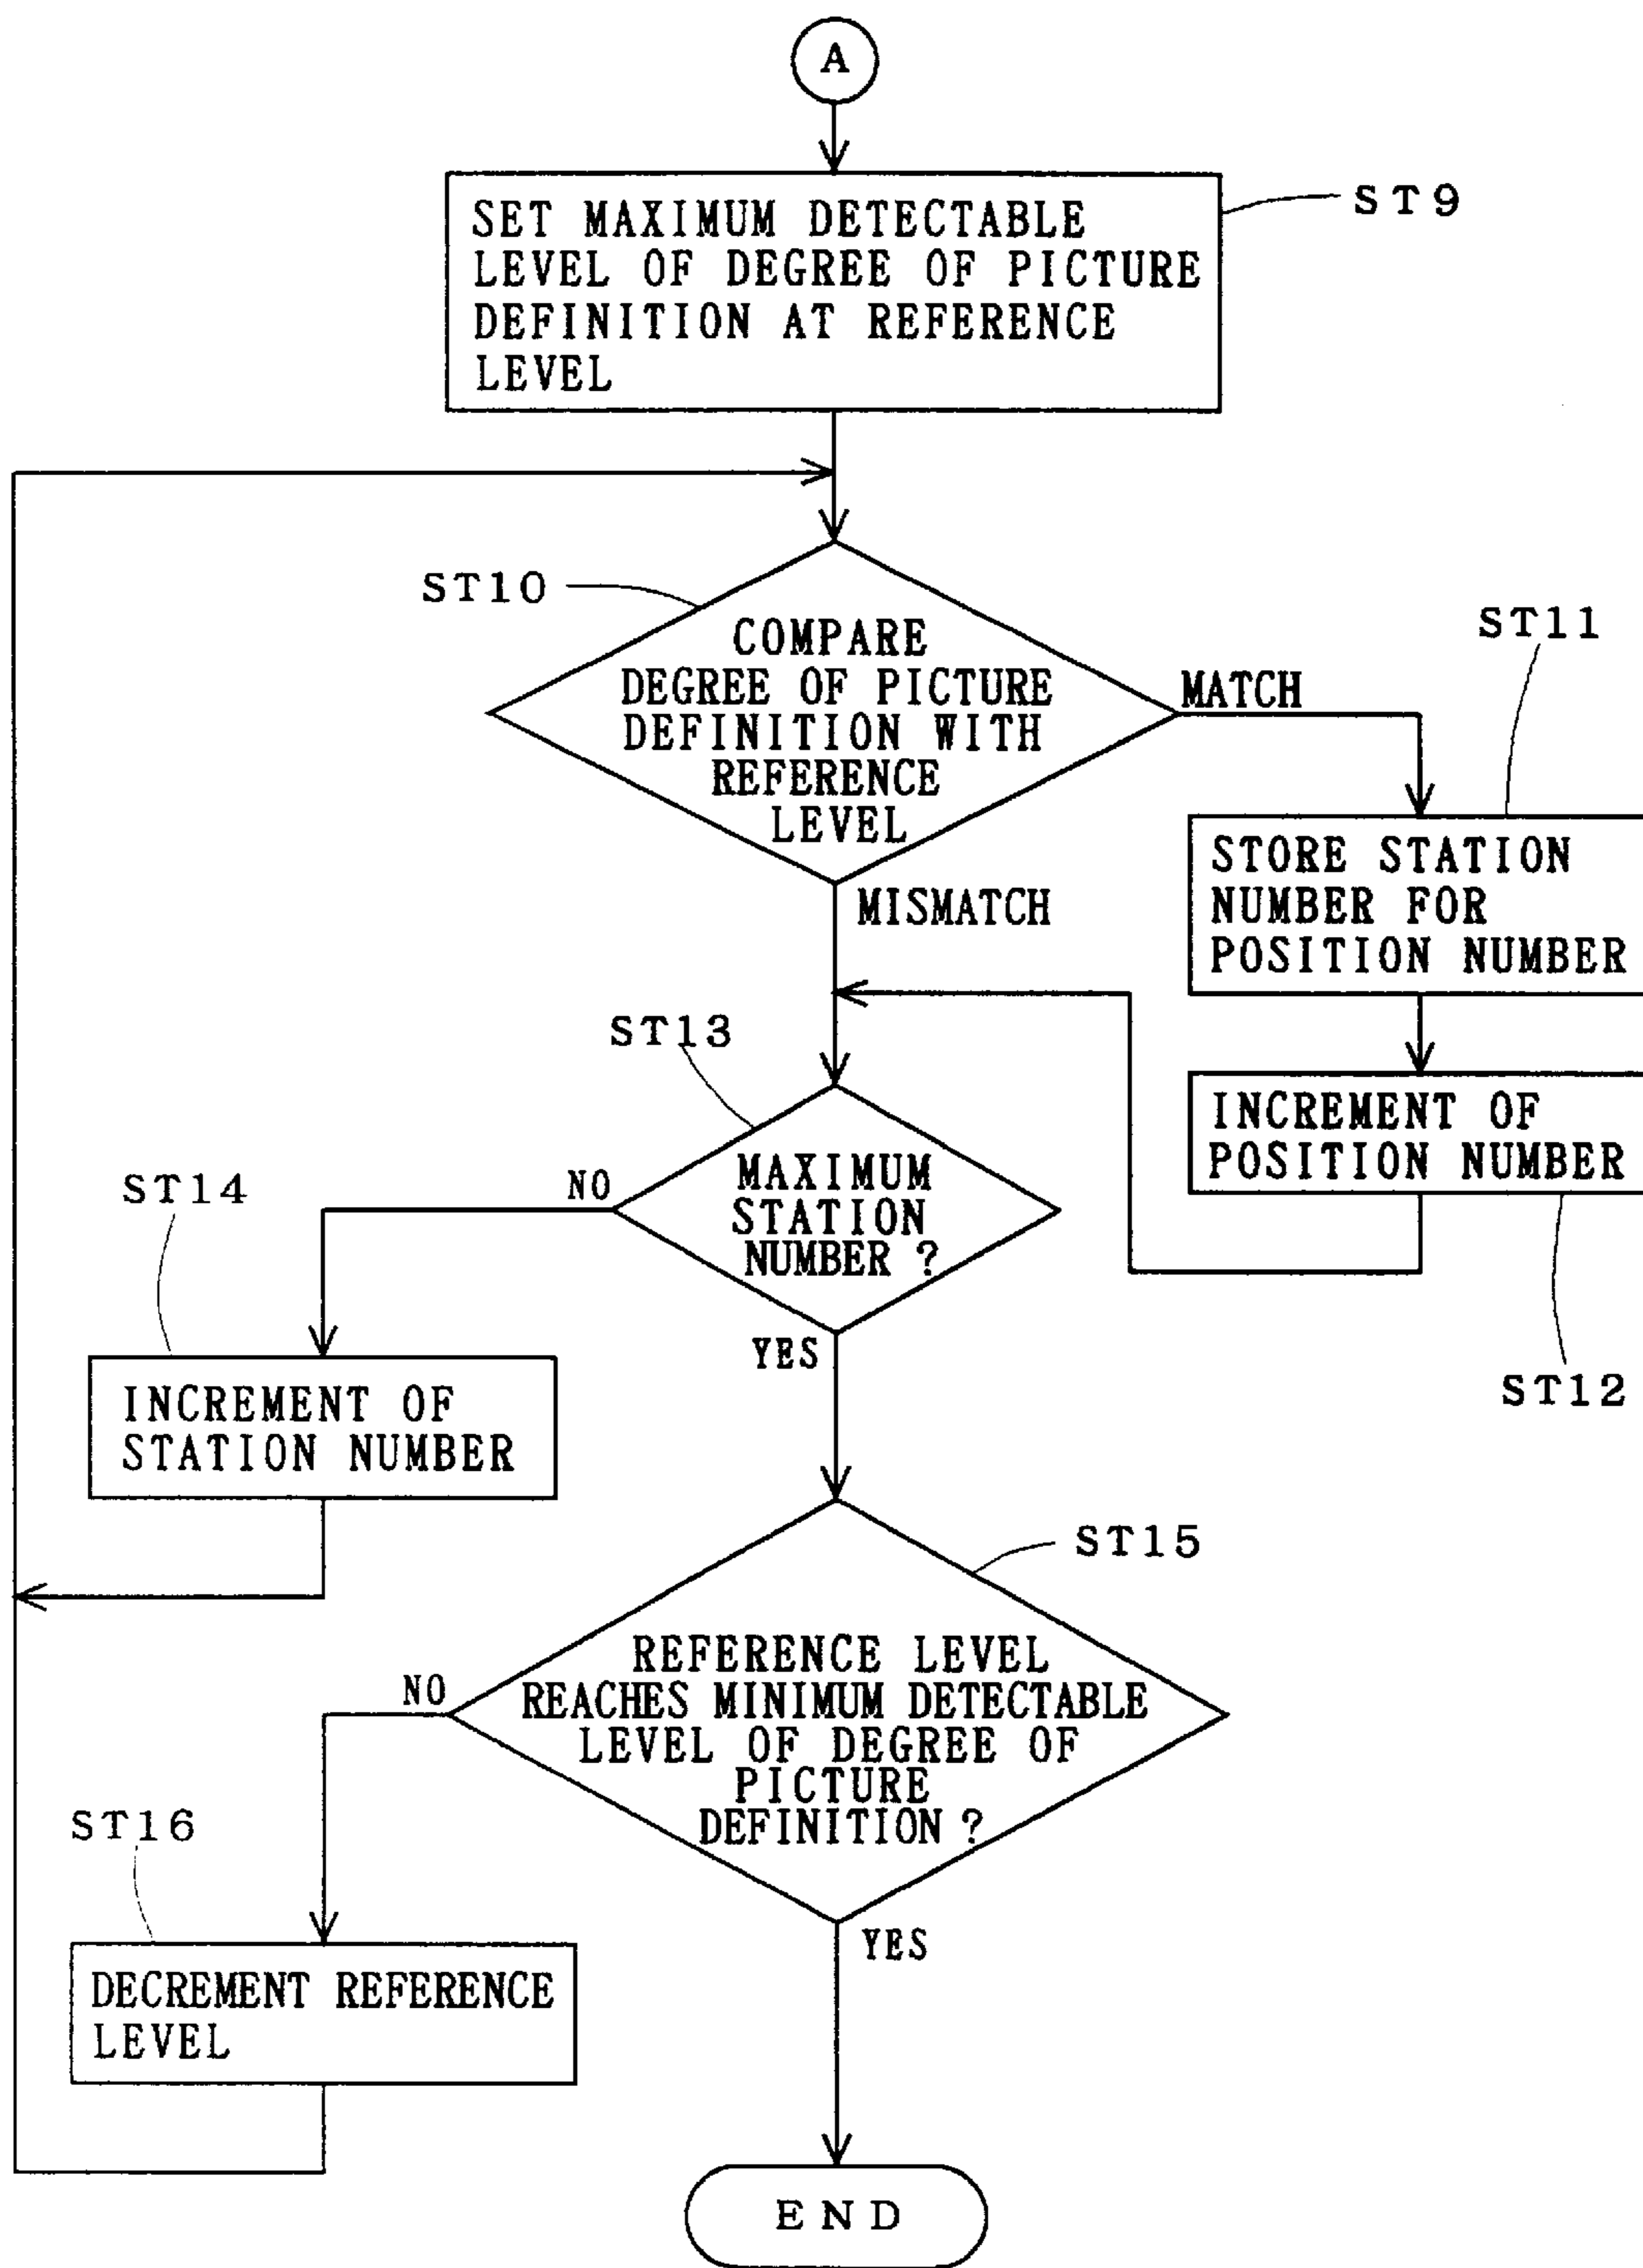 A
SET MAXIMUM DETECTABLE
LEVEL OF DEGREE OF PICTURE
DEFINITION AT REFERENCE
LEVEL
ST9
ST10
COMPARE
DEGREE OF PICTURE
DEFINITION WITH
REFERENCE
LEVEL
MATCH
MISMATCH
ST11
STORE STATION
NUMBER FOR
POSITION NUMBER
INCREMENT OF
POSITION NUMBER
ST12
ST13
MAXIMUM
STATION
NUMBER ?
NO
YES
ST14
INCREMENT OF
STATION NUMBER
ST15
REFERENCE LEVEL
REACHES MINIMUM DETECTABLE
LEVEL OF DEGREE OF
PICTURE
DEFINITION ?
NO
YES
ST16
DECREMENT REFERENCE
LEVEL
END